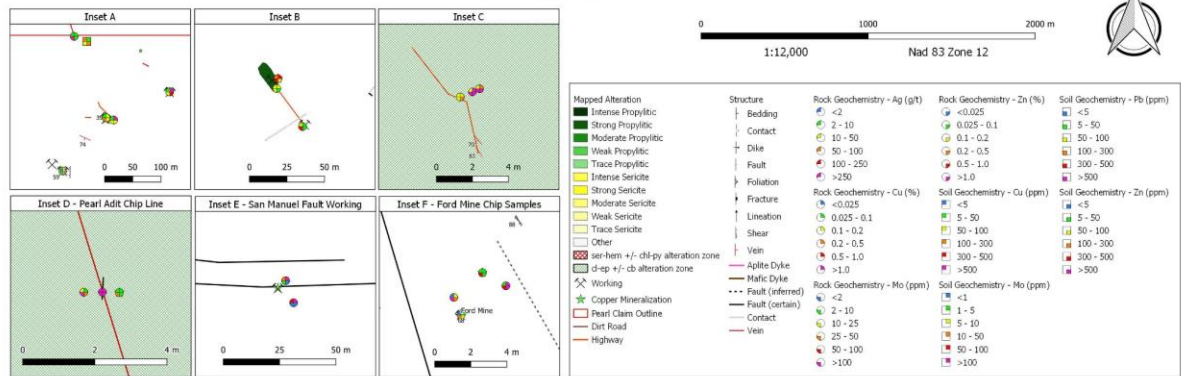 Inset A
Inset B
Inset C
0 1000 2000 m
1:12,000 Nad 83 Zone 12
74
0 50 100 m
0 2 4 m
0 2 4 m
Inset D - Pearl Adit Chip Line
Inset E - San Manuel Fault Working
Inset F - Ford Mine Chip Samples
88
Ford Mine
0 2 4 m
0 25 50 m
0 2 4 m
Mapped Alteration
Intense Propylitic
Strong Propylitic
Moderate Propylitic
Weak Propylitic
Trace Propylitic
Intense Sericite
Strong Sericite
Moderate Sericite
Weak Sericite
Trace Sericite
Other
ser-hem +/- chl-py alteration zone
cl-ep +/- cb alteration zone
Working
Copper Mineralization
Pearl Claim Outline
Dirt Road
Highway
Structure
Bedding
Contact
Dike
Fault
Foliation
Fracture
Lineation
Shear
Vein
Aplite Dyke
Mafic Dyke
Fault (inferred)
Fault (certain)
Contact
Vein
Rock Geochemistry - Ag (g/t)
<2
2 - 10
10 - 50
50 - 100
100 - 250
>250
Rock Geochemistry - Cu (%)
<0.025
0.025 - 0.1
0.1 - 0.2
0.2 - 0.5
0.5 - 1.0
>1.0
Rock Geochemistry - Mo (ppm)
<2
2 - 10
10 - 25
25 - 50
50 - 100
>100
Rock Geochemistry - Zn (%)
<0.025
0.025 - 0.1
0.1 - 0.2
0.2 - 0.5
0.5 - 1.0
>1.0
Soil Geochemistry - Cu (ppm)
<5
5 - 50
50 - 100
100 - 300
300 - 500
>500
Soil Geochemistry - Mo (ppm)
<1
1 - 5
5 - 10
10 - 50
50 - 100
>100
Soil Geochemistry - Pb (ppm)
<5
5 - 50
50 - 100
100 - 300
300 - 500
>500
Soil Geochemistry - Zn (ppm)
<5
5 - 50
50 - 100
100 - 300
300 - 500
>500